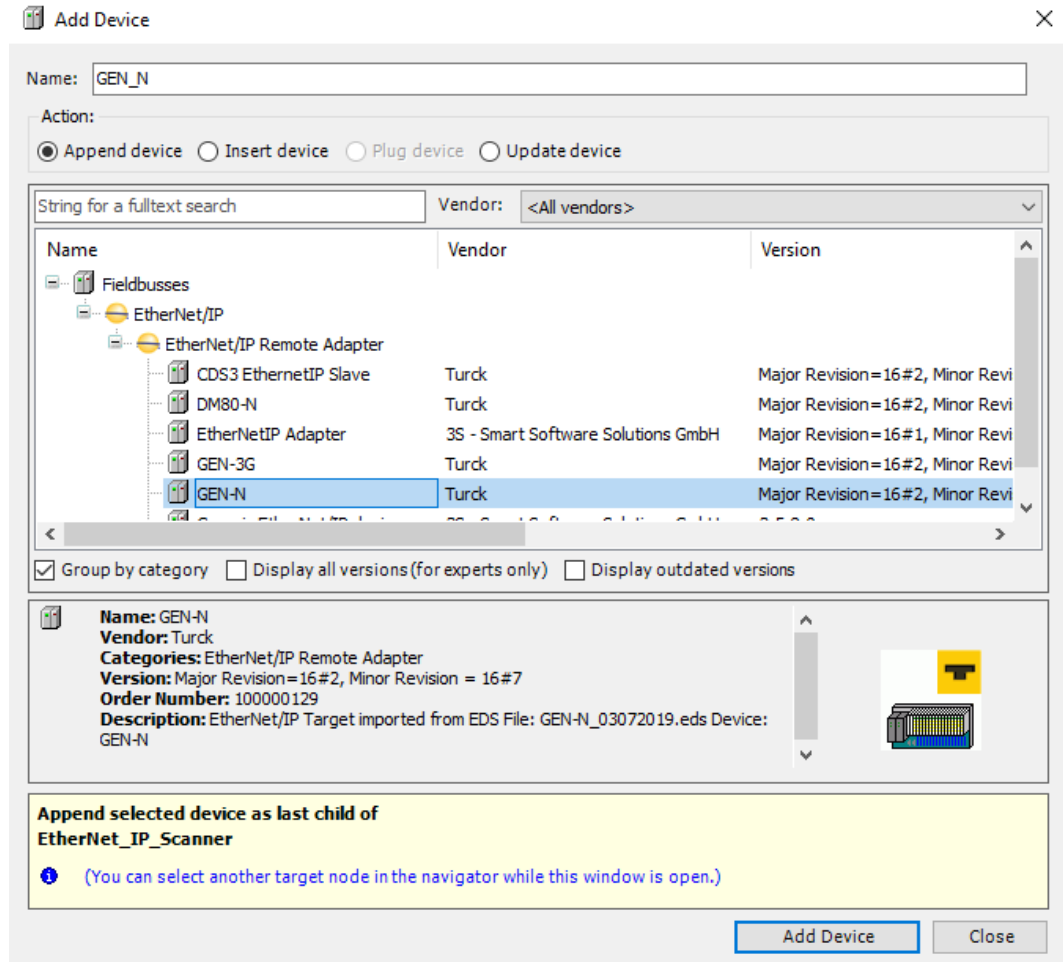 Add Device
Name: GEN_N
Action:
Append device Insert device Plug device Update device
String for a fulltext search Vendor: <All vendors>
Name Vendor Version
Fieldbusses
EtherNet/IP
EtherNet/IP Remote Adapter
CDS3 EthernetIP Slave Turck Major Revision=16#2, Minor Revi
DM80-N Turck Major Revision=16#2, Minor Revi
EtherNetIP Adapter 3S - Smart Software Solutions GmbH Major Revision=16#1, Minor Revi
GEN-3G Turck Major Revision=16#2, Minor Revi
GEN-N Turck Major Revision=16#2, Minor Revi
Group by category Display all versions (for experts only) Display outdated versions
Name: GEN-N
Vendor: Turck
Categories: EtherNet/IP Remote Adapter
Version: Major Revision=16#2, Minor Revision = 16#7
Order Number: 100000129
Description: EtherNet/IP Target imported from EDS File: GEN-N_03072019.eds Device:
GEN-N
Append selected device as last child of
EtherNet_IP_Scanner
(You can select another target node in the navigator while this window is open.)
Add Device Close